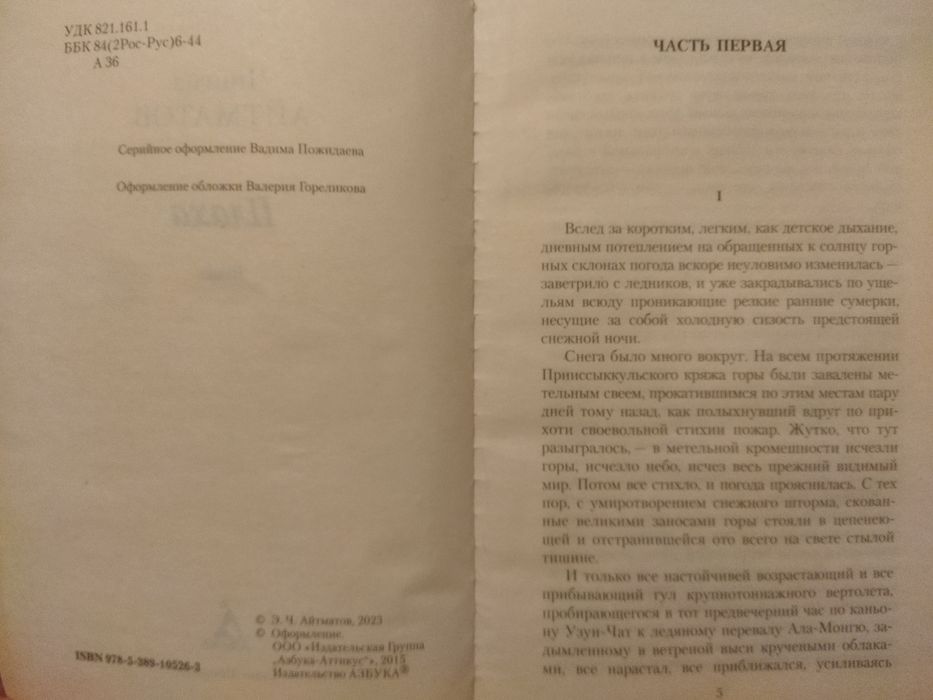 УДК 821.161.1
ББК 84(2Рос-Рус)6-44
А 36
Серийное оформление Вадима Пожидаева
Оформление обложки Валерия Гореликова
© Э. Ч. Айтматов, 2023
© Оформление.
ООО «Издательская Группа
„Азбука-Аттикус“», 2015
Издательство АЗБУКА®
ISBN 978-5-389-10526-3
ЧАСТЬ ПЕРВАЯ
1
Вслед за коротким, легким, как детское дыхание,
дневным потеплением на обращенных к солнцу гор-
ных склонах погода вскоре неуловимо изменилась —
заветрило с ледников, и уже закрадывались по уще-
льям всюду проникающие резкие ранние сумерки,
несущие за собой холодную сизость предстоящей
снежной ночи.
Снега было много вокруг. На всем протяжении
Прииссыккульского кряжа горы были завалены ме-
тельным свеем, прокатившимся по этим местам пару
дней тому назад, как полыхнувший вдруг по при-
хоти своевольной стихии пожар. Жутко, что тут
разыгралось, — в метельной кромешности исчезли
горы, исчезло небо, исчез весь прежний видимый
мир. Потом все стихло, и погода прояснилась. С тех
пор, с умиротворением снежного шторма, скован-
ные великими заносами горы стояли в цепенею-
щей и отстранившейся ото всего на свете стылой
тишине.
И только все настойчивей возрастающий и все
прибывающий гул крупнотоннажного вертолета,
пробирающегося в тот предвечерний час по каньо-
ну Узун-Чат к ледяному перевалу Ала-Монгю, за-
дымленному в ветреной выси кручеными облака-
ми, все нарастал, все приближался, усиливаясь
5